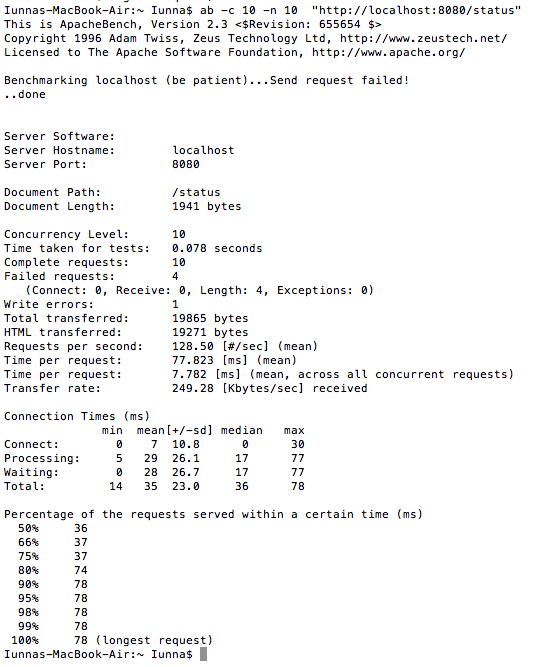 Iunnas-MacBook-Air:~ Iunna$ ab -c 10 -n 10  "http://localhost:8080/status"
This is ApacheBench, Version 2.3 <$Revision: 655654 $>
Copyright 1996 Adam Twiss, Zeus Technology Ltd, http://www.zeustech.net/
Licensed to The Apache Software Foundation, http://www.apache.org/

Benchmarking localhost (be patient)...Send request failed!
..done


Server Software:
Server Hostname:        localhost
Server Port:            8080

Document Path:          /status
Document Length:        1941 bytes

Concurrency Level:      10
Time taken for tests:   0.078 seconds
Complete requests:      10
Failed requests:        4
   (Connect: 0, Receive: 0, Length: 4, Exceptions: 0)
Write errors:           1
Total transferred:      19865 bytes
HTML transferred:       19271 bytes
Requests per second:    128.50 [#/sec] (mean)
Time per request:       77.823 [ms] (mean)
Time per request:       7.782 [ms] (mean, across all concurrent requests)
Transfer rate:          249.28 [Kbytes/sec] received

Connection Times (ms)
              min  mean[+/-sd] median   max
Connect:        0    7  10.8      0      30
Processing:     5   29  26.1     17      77
Waiting:        0   28  26.7     17      77
Total:         14   35  23.0     36      78

Percentage of the requests served within a certain time (ms)
  50%     36
  66%     37
  75%     37
  80%     74
  90%     78
  95%     78
  98%     78
  99%     78
 100%     78 (longest request)
Iunnas-MacBook-Air:~ Iunna$